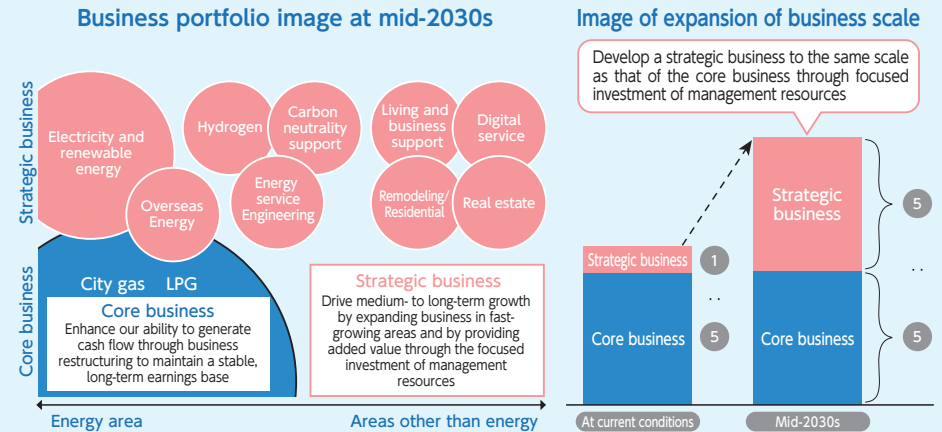 Business portfolio image at mid-2030s
Strategic business
Core business
Electricity and
renewable
energy
Overseas
Energy
Hydrogen
Carbon
neutrality
support
Energy
service
Engineering
Living and
business
support
Digital
service
Remodeling/
Residential
Real estate
City gas LPG
Core business
Enhance our ability to generate
cash flow through business
restructuring to maintain a stable,
long-term earnings base
Strategic business
Drive medium- to long-term growth
by expanding business in fast-
growing areas and by providing
added value through the focused
investment of management
resources
Energy area
Areas other than energy
Image of expansion of business scale
Develop a strategic business to the same scale
as that of the core business through focused
investment of management resources
Strategic business
1
..
Core business
5
At current conditions
Strategic
business
5
..
Core business
5
Mid-2030s